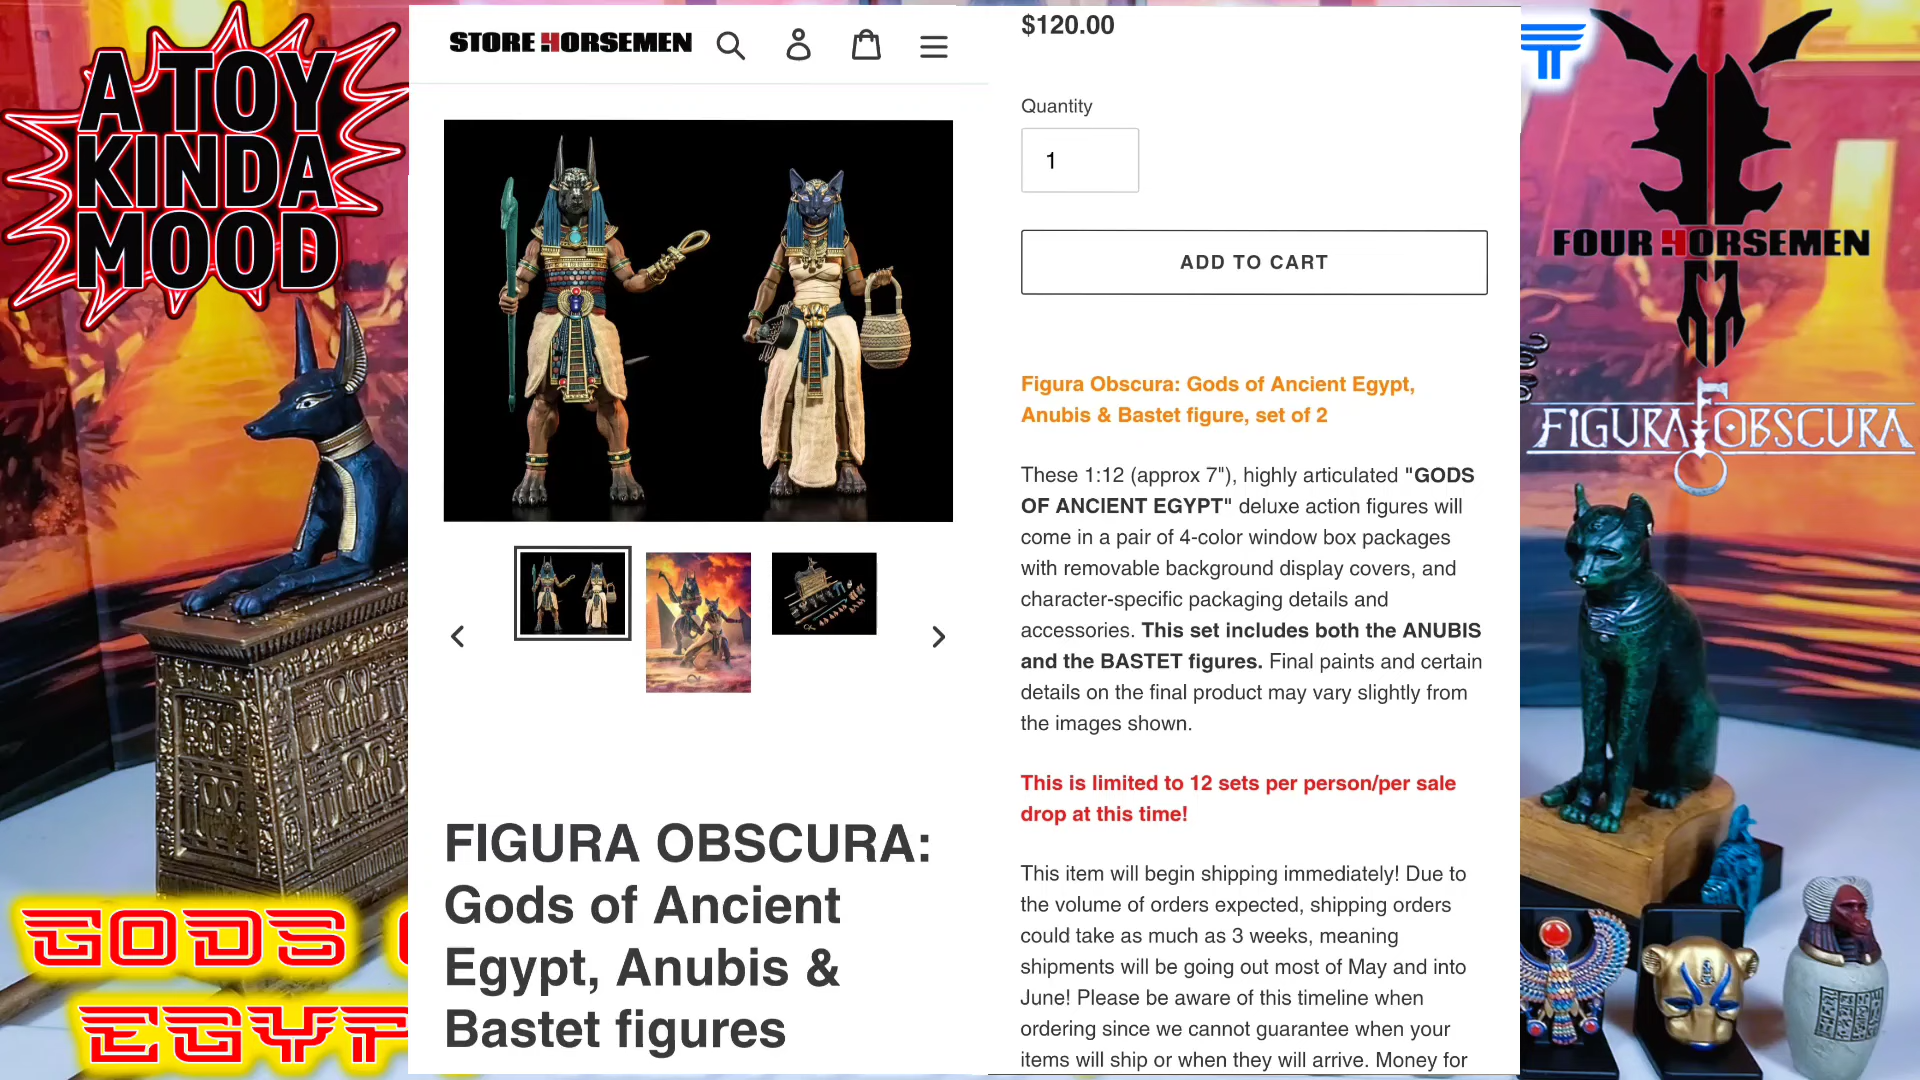 A TOY
KINDA
MOOD
GODS
EGYP
STORE HORSEMEN
FIGURA OBSCURA:
Gods of Ancient
Egypt, Anubis &
Bastet figures
$120.00
Quantity
1
ADD TO CART
Figura Obscura: Gods of Ancient Egypt,
Anubis & Bastet figure, set of 2
These 1:12 (approx 7"), highly articulated "GODS
OF ANCIENT EGYPT" deluxe action figures will
come in a pair of 4-color window box packages
with removable background display covers, and
character-specific packaging details and
accessories. This set includes both the ANUBIS
and the BASTET figures. Final paints and certain
details on the final product may vary slightly from
the images shown.
This is limited to 12 sets per person/per sale
drop at this time!
This item will begin shipping immediately! Due to
the volume of orders expected, shipping orders
could take as much as 3 weeks, meaning
shipments will be going out most of May and into
June! Please be aware of this timeline when
ordering since we cannot guarantee when your
items will ship or when they will arrive. Money for
FOUR HORSEMEN
FIGURA OBSCURA